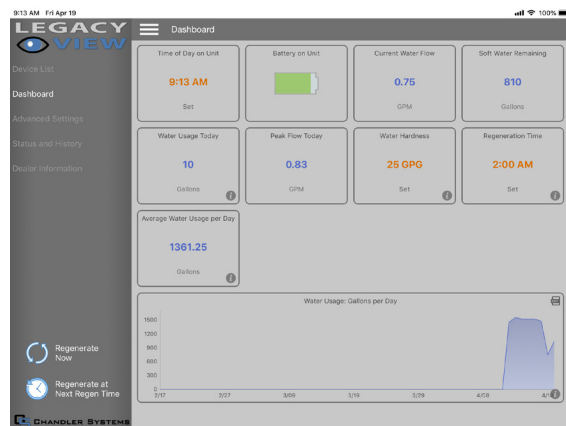 9:13 AM Fri Apr 19
100%
LEGACY
VIEW
Device List
Dashboard
Advanced Settings
Status and History
Dealer Information
Regenerate
Now
Regenerate at
Next Regen Time
CHANDLER SYSTEMS
Dashboard
Time of Day on Unit
9:13 AM
Set
Battery on Unit
Current Water Flow
0.75
GPM
Soft Water Remaining
810
Gallons
Water Usage Today
10
Gallons
i
Peak Flow Today
0.83
GPM
Water Hardness
25 GPG
Set
i
Regeneration Time
2:00 AM
Set
i
Average Water Usage per Day
1361.25
Gallons
i
Water Usage: Gallons per Day
1500
1200
900
600
300
0
2/17
2/27
3/09
3/19
3/29
4/08
i